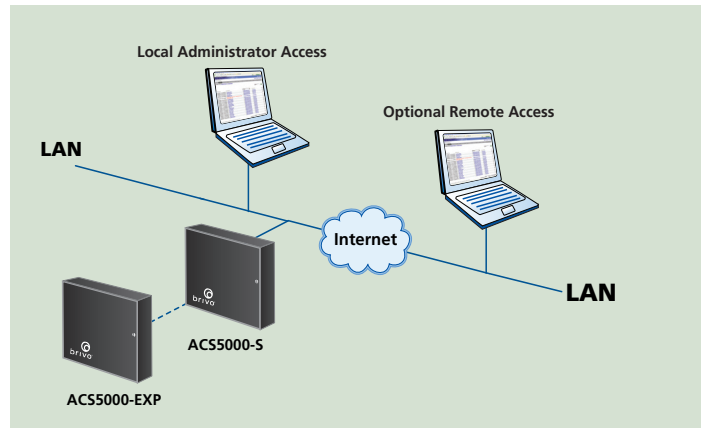 Local Administrator Access
Optional Remote Access
LAN
Internet
LAN
brivo
ACS5000-S
brivo
ACS5000-EXP